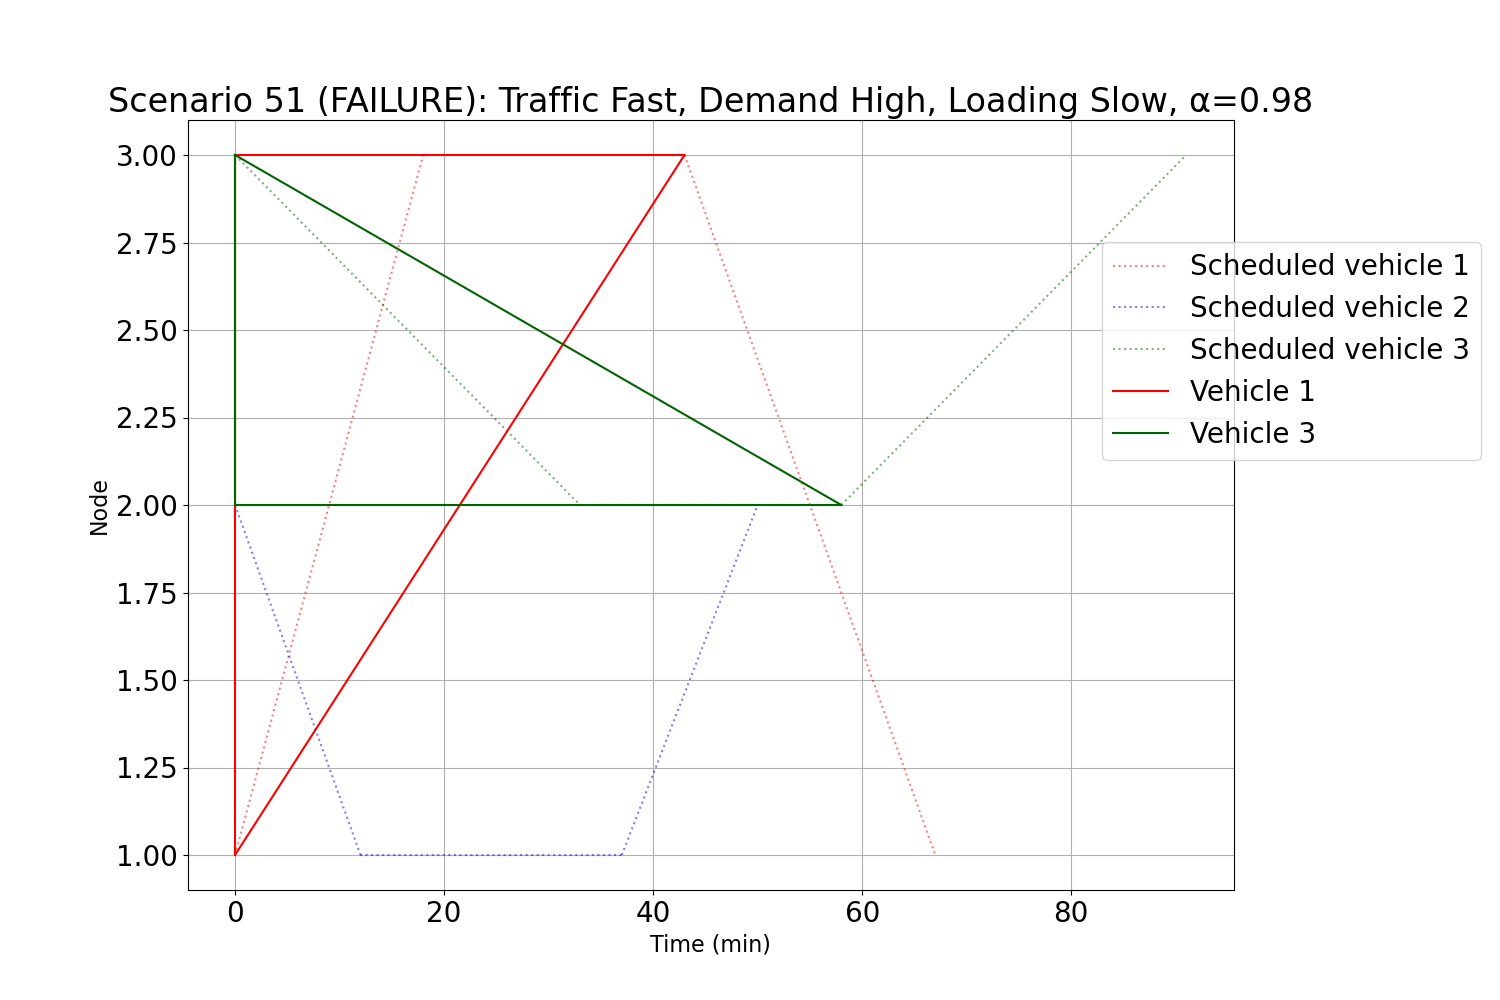 Scenario 51 (FAILURE): Traffic Fast, Demand High, Loading Slow, α=0.98
3.00
2.75
2.50
2.25
2.00
1.75
1.50
1.25
1.00
Node
0 20 40 60 80
Time (min)
Scheduled vehicle 1
Scheduled vehicle 2
Scheduled vehicle 3
Vehicle 1
Vehicle 3